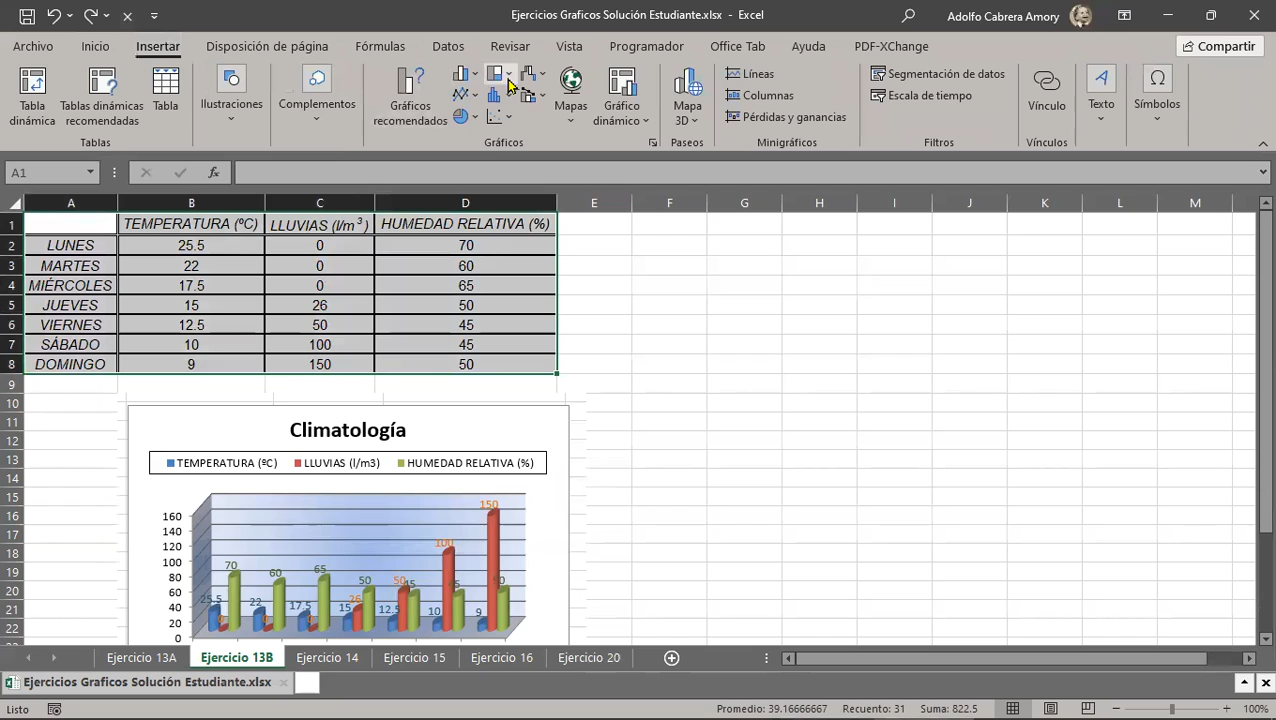 Ejercicios Graficos Solución Estudiante.xlsx - Excel
Adolfo Cabrera Amory
Archivo Inicio Insertar Disposición de página Fórmulas Datos Revisar Vista Programador Office Tab Ayuda PDF-XChange Compartir
Tabla dinámica
Tablas dinámicas recomendadas
Tabla
Tablas
Ilustraciones
Complementos
Gráficos recomendados
Mapas
Gráfico dinámico
Gráficos
Mapa 3D
Paseos
Líneas
Columnas
Pérdidas y ganancias
Minigráficos
Segmentación de datos
Escala de tiempo
Filtros
Vínculo
Vínculos
Texto
Símbolos
A1 fx
A B C D E F G H I J K L M
1 TEMPERATURA (ºC) LLUVIAS (l/m³) HUMEDAD RELATIVA (%)
2 LUNES 25.5 0 70
3 MARTES 22 0 60
4 MIÉRCOLES 17.5 0 65
5 JUEVES 15 26 50
6 VIERNES 12.5 50 45
7 SÁBADO 10 100 45
8 DOMINGO 9 150 50
9
10
11
12
13
14
15
16
17
18
19
20
21
22
Climatología
TEMPERATURA (ºC) LLUVIAS (l/m3) HUMEDAD RELATIVA (%)
160
140
120
100
80
60
40
20
0
25.5 0 70
22 0 60
17.5 0 65
15 26 50
12.5 50 45
10 100 45
9 150 50
Ejercicio 13A Ejercicio 13B Ejercicio 14 Ejercicio 15 Ejercicio 16 Ejercicio 20
Ejercicios Graficos Solución Estudiante.xlsx
Listo Promedio: 39.16666667 Recuento: 31 Suma: 822.5 100%